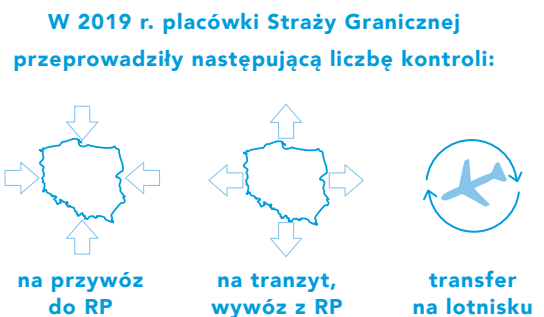 W 2019 r. placówki Straży Granicznej
przeprowadziły następującą liczbę kontroli:
na przywóz
do RP
na tranzyt,
wywóz z RP
transfer
na lotnisku